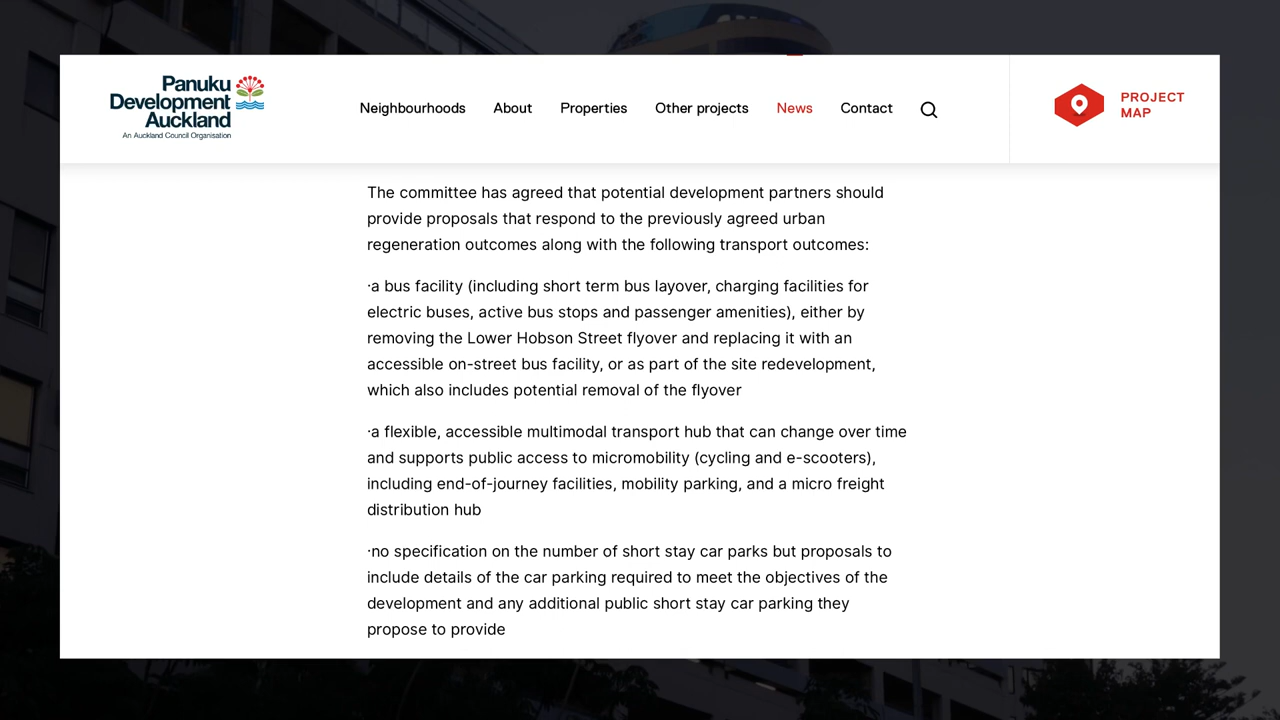 Panuku
Development
Auckland
An Auckland Council Organisation
Neighbourhoods About Properties Other projects News Contact
PROJECT
MAP
The committee has agreed that potential development partners should
provide proposals that respond to the previously agreed urban
regeneration outcomes along with the following transport outcomes:
·a bus facility (including short term bus layover, charging facilities for
electric buses, active bus stops and passenger amenities), either by
removing the Lower Hobson Street flyover and replacing it with an
accessible on-street bus facility, or as part of the site redevelopment,
which also includes potential removal of the flyover
·a flexible, accessible multimodal transport hub that can change over time
and supports public access to micromobility (cycling and e-scooters),
including end-of-journey facilities, mobility parking, and a micro freight
distribution hub
·no specification on the number of short stay car parks but proposals to
include details of the car parking required to meet the objectives of the
development and any additional public short stay car parking they
propose to provide